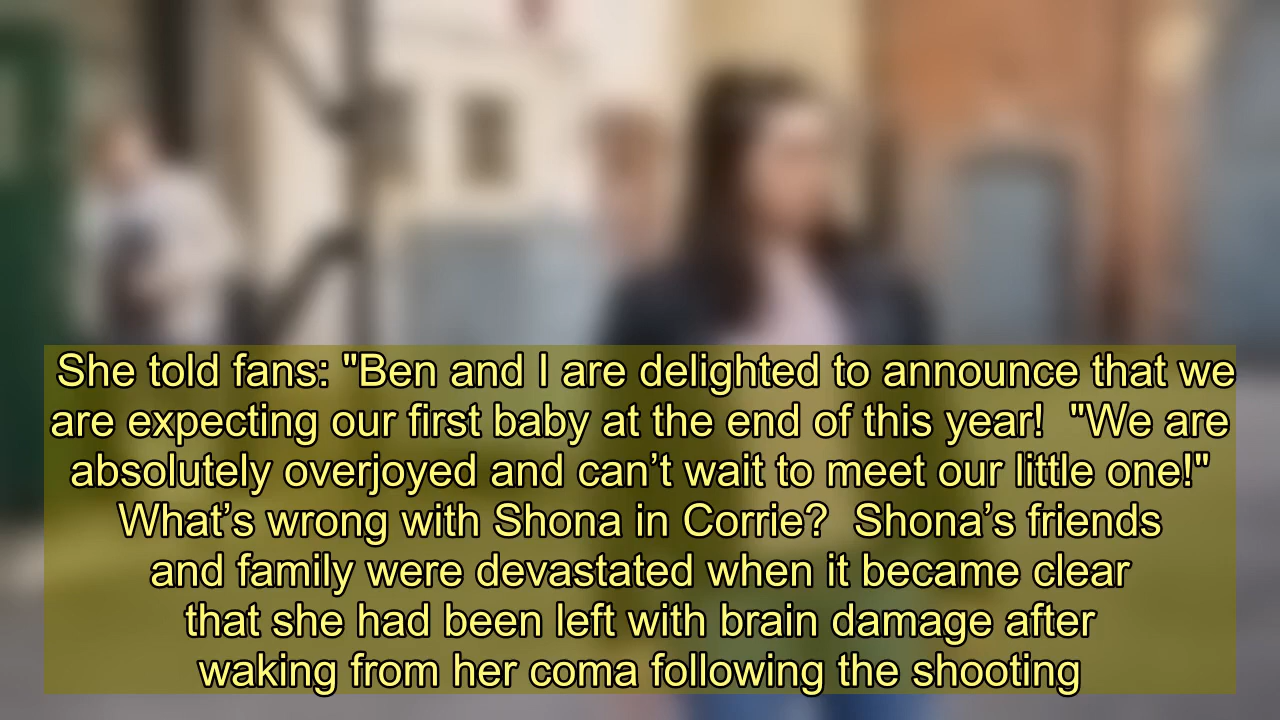 She told fans: "Ben and I are delighted to announce that we
are expecting our first baby at the end of this year!  "We are
absolutely overjoyed and can’t wait to meet our little one!"
What’s wrong with Shona in Corrie?  Shona’s friends
and family were devastated when it became clear
that she had been left with brain damage after
waking from her coma following the shooting